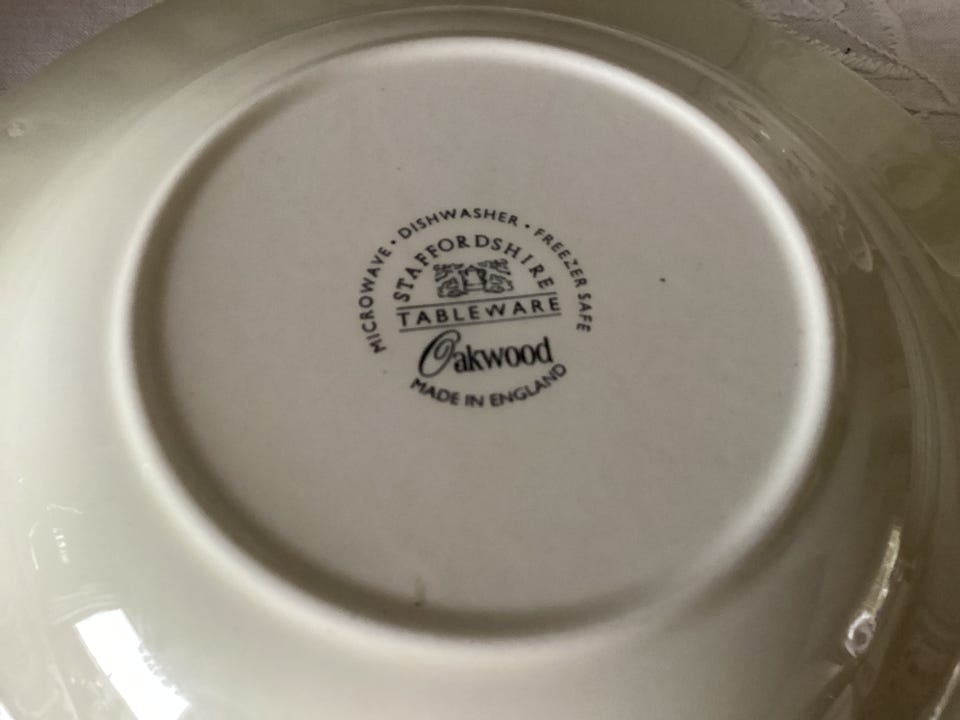 MICROWAVE · DISHWASHER · FREEZER SAFE
STAFFORDSHIRE
TABLEWARE
Oakwood
MADE IN ENGLAND